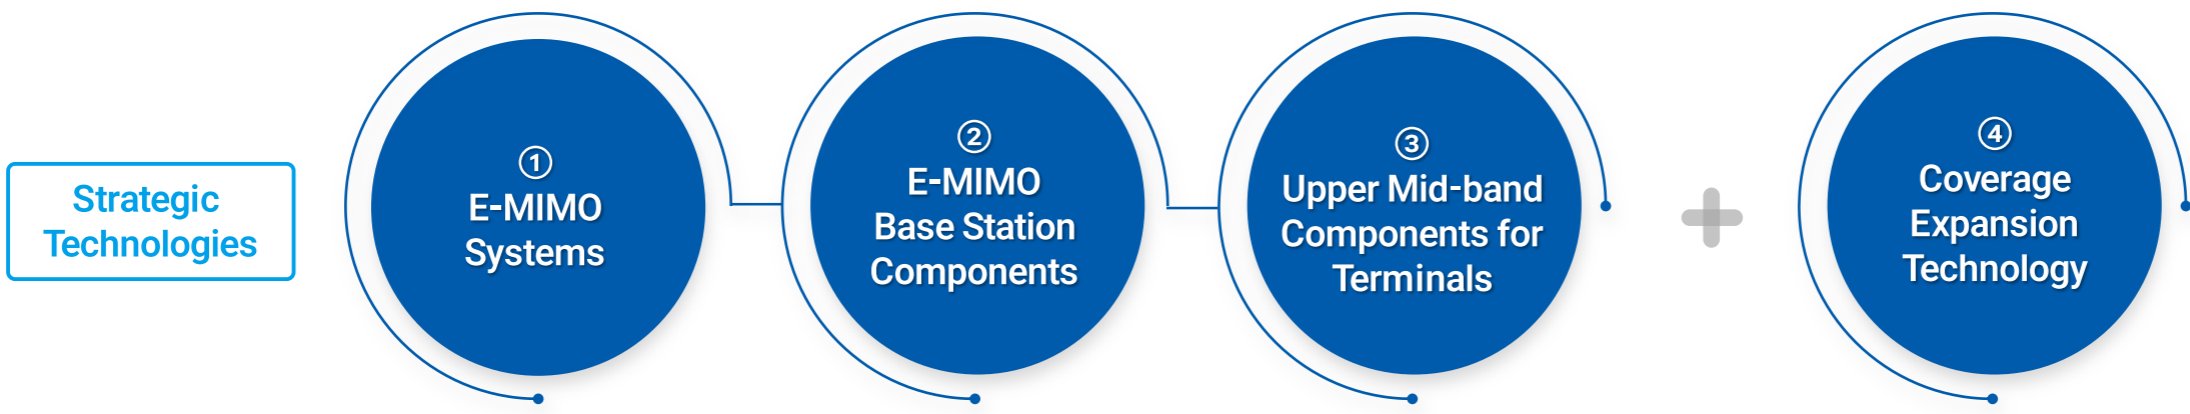 Strategic
Technologies
①
E-MIMO
Systems
②
E-MIMO
Base Station
Components
③
Upper Mid-band
Components for
Terminals
④
Coverage
Expansion
Technology